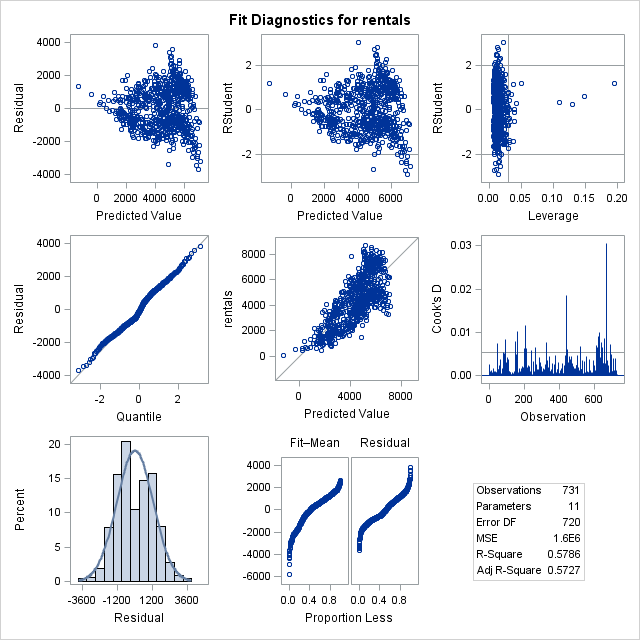 Fit Diagnostics for rentals
4000
2000
0
-2000
-4000
Residual
0 2000 4000 6000
Predicted Value
2
0
-2
RStudent
0 2000 4000 6000
Predicted Value
2
0
-2
RStudent
0.00 0.05 0.10 0.15 0.20
Leverage
4000
2000
0
-2000
-4000
Residual
-2 0 2
Quantile
8000
6000
4000
2000
0
rentals
0 4000 8000
Predicted Value
0.03
0.02
0.01
0.00
Cook's D
0 200 400 600
Observation
20
15
10
5
0
Percent
-3600 -1200 1200 3600
Residual
Fit–Mean Residual
4000
2000
0
-2000
-4000
-6000
0.0 0.4 0.8 0.0 0.4 0.8
Proportion Less
Observations 731
Parameters 11
Error DF 720
MSE 1.6E6
R-Square 0.5786
Adj R-Square 0.5727